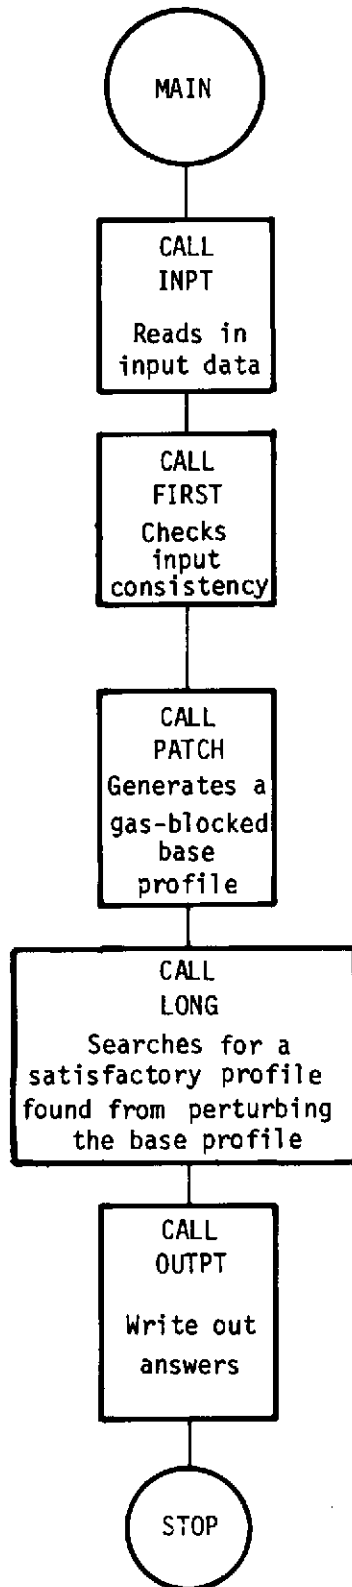 MAIN
CALL
INPT
Reads in
input data
CALL
FIRST
Checks
input
consistency
CALL
PATCH
Generates a
gas-blocked
base
profile
CALL
LONG
Searches for a
satisfactory profile
found from perturbing
the base profile
CALL
OUTPT
Write out
answers
STOP